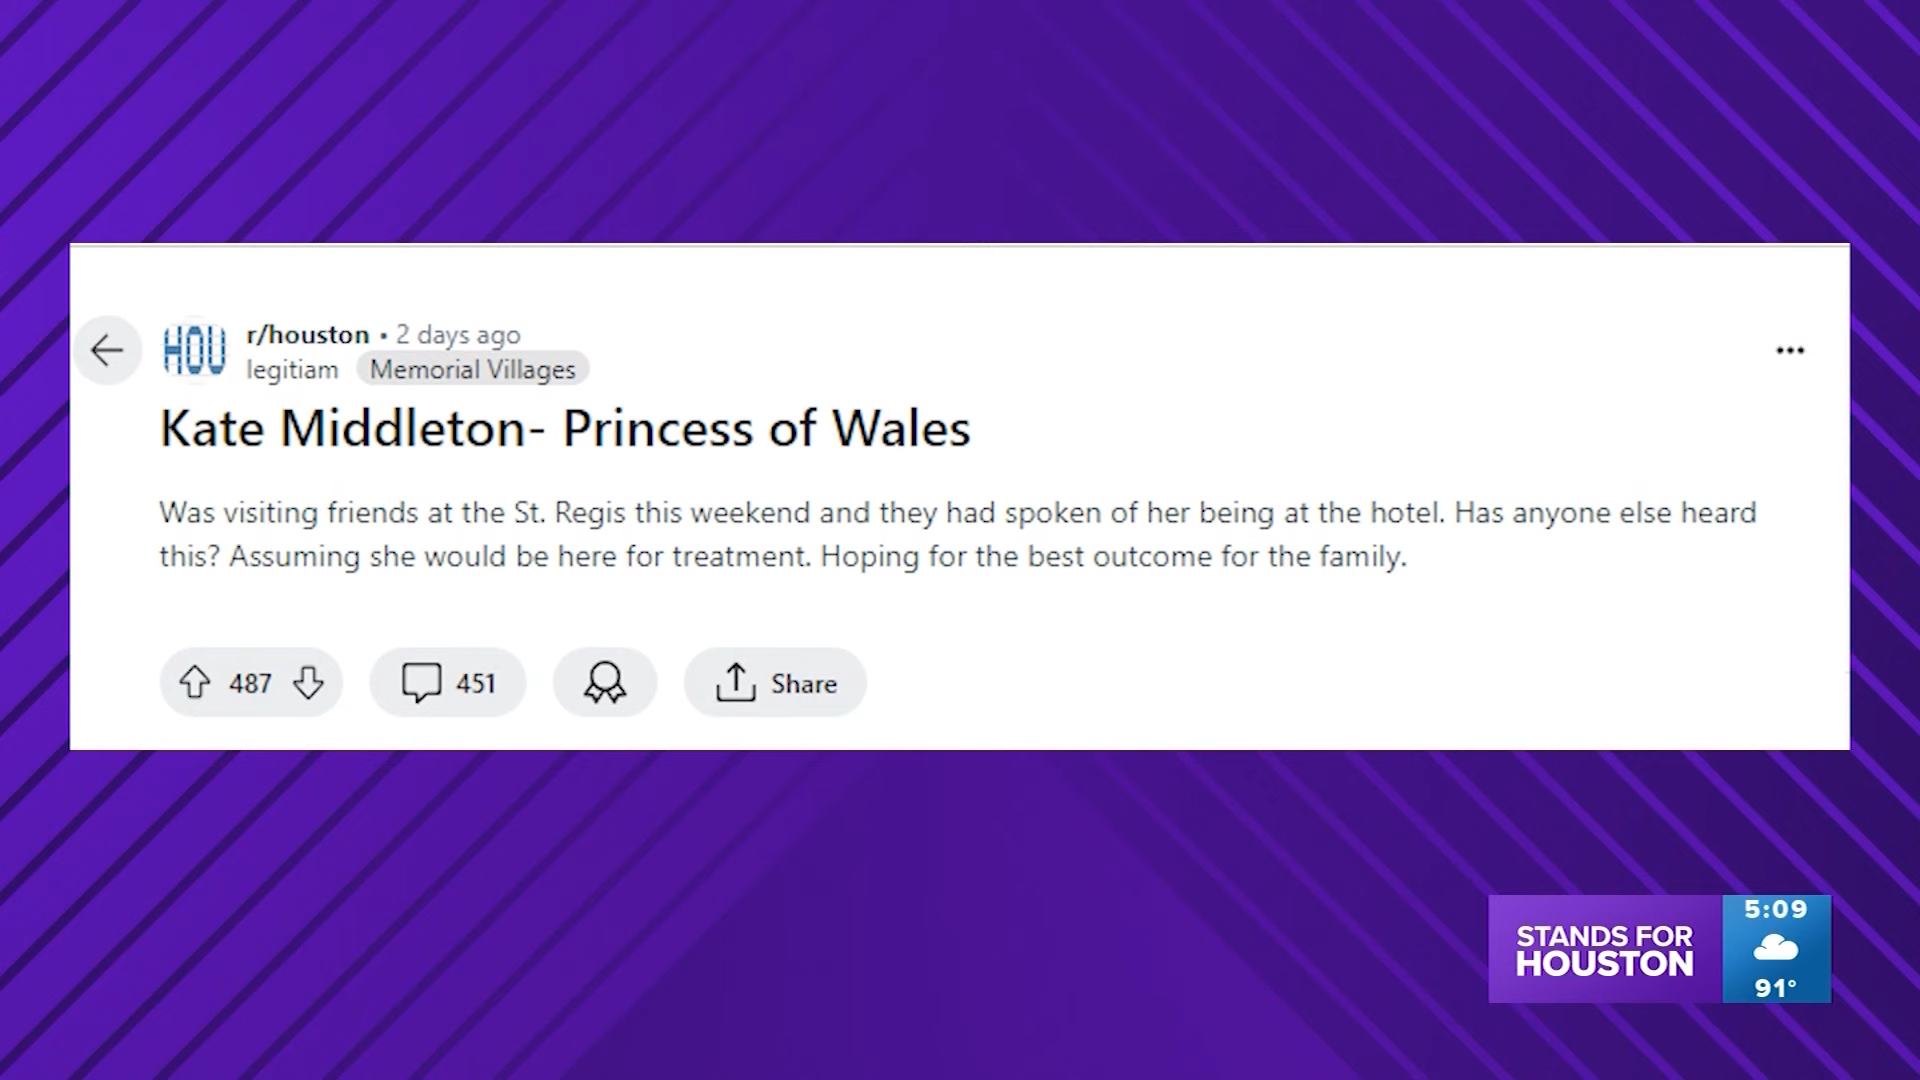 HOU
r/houston • 2 days ago
legitiam Memorial Villages
Kate Middleton- Princess of Wales
Was visiting friends at the St. Regis this weekend and they had spoken of her being at the hotel. Has anyone else heard
this? Assuming she would be here for treatment. Hoping for the best outcome for the family.
487 451 Share
STANDS FOR
HOUSTON
5:09
91°